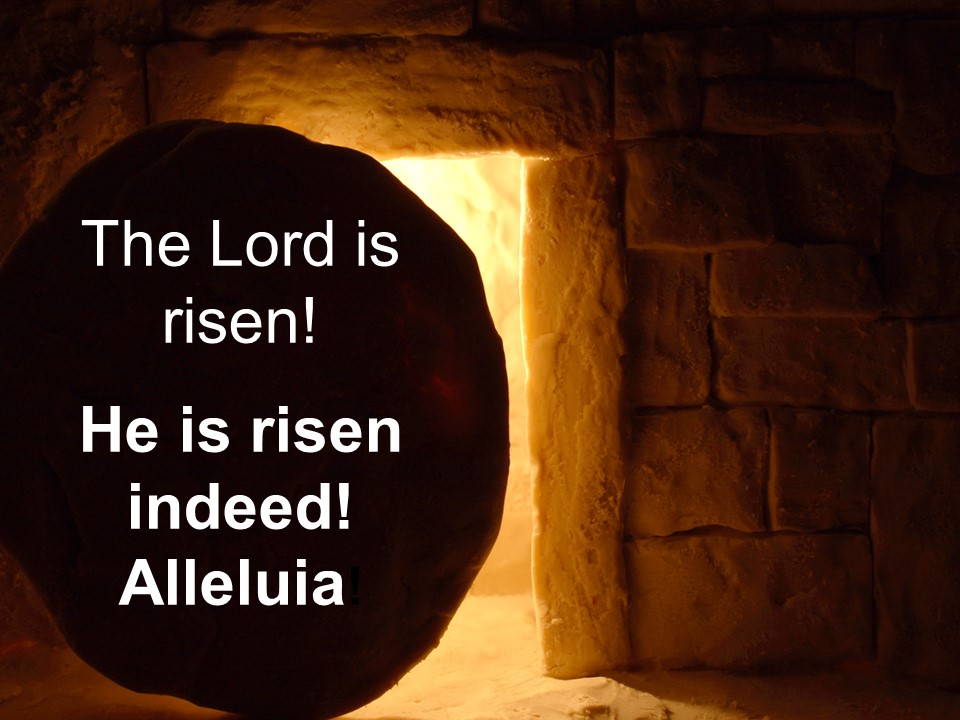 The Lord is
risen!
He is risen
indeed!
Alleluia!